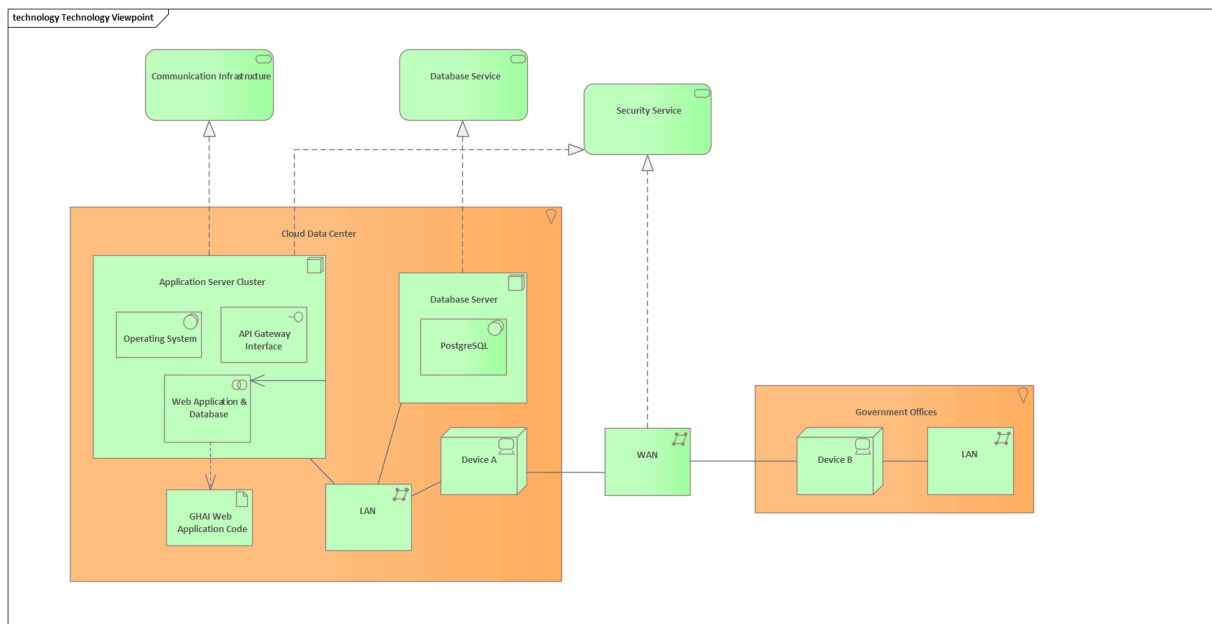 technology Technology Viewpoint
Communication Infrastructure
Database Service
Security Service
Cloud Data Center
Application Server Cluster
Operating System
API Gateway
Interface
Web Application &
Database
GHAI Web
Application Code
Database Server
PostgreSQL
LAN
Device A
WAN
Government Offices
Device B
LAN